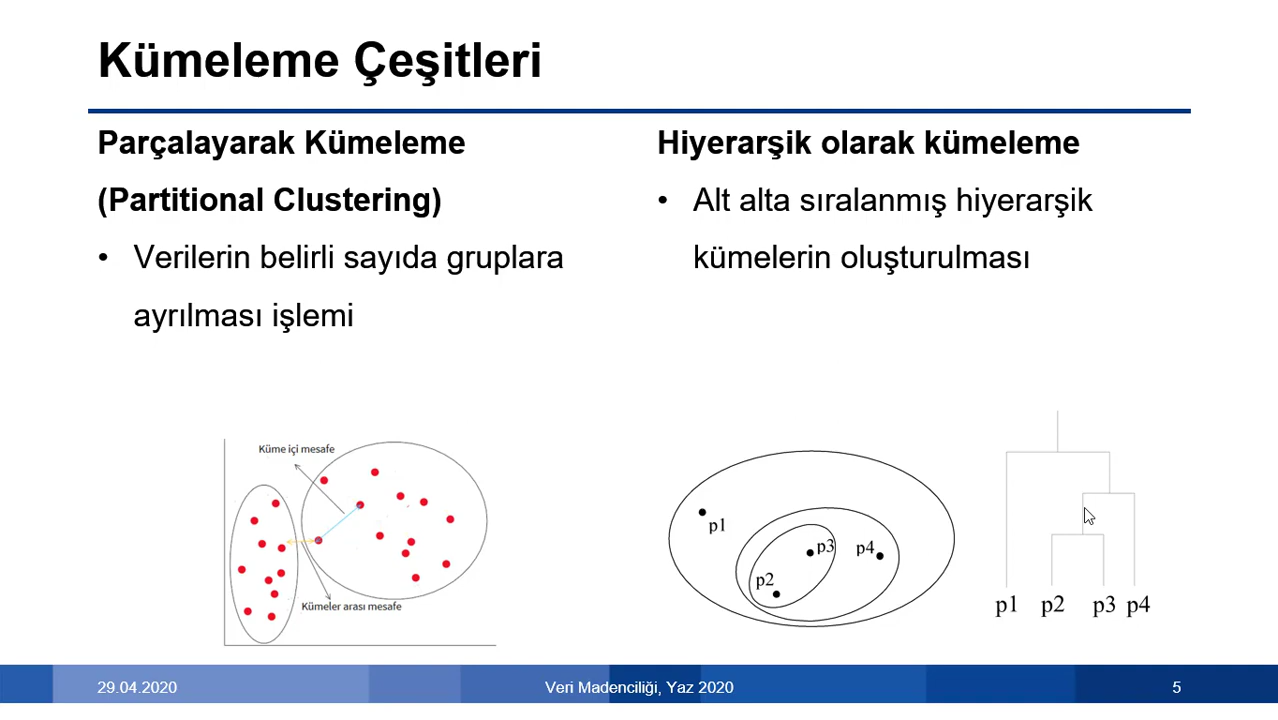 Kümeleme Çeşitleri
Parçalayarak Kümeleme
(Partitional Clustering)
• Verilerin belirli sayıda gruplara
ayrılması işlemi
Hiyerarşik olarak kümeleme
• Alt alta sıralanmış hiyerarşik
kümelerin oluşturulması
Küme içi mesafe
Kümeler arası mesafe
p1
p3
p4
p2
p1 p2 p3 p4
29.04.2020
Veri Madenciliği, Yaz 2020
5